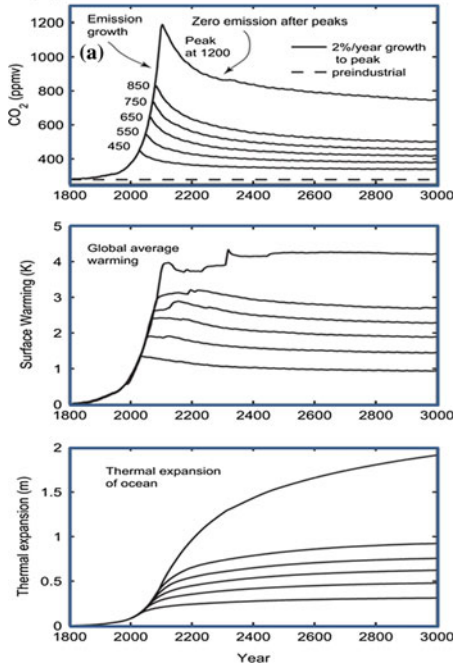 Emission
growth
Zero emission after peaks
(a)
Peak
at 1200
2%/year growth
to peak
preindustrial
850
750
650
550
450
CO2 (ppmv)
1200
1000
800
600
400
1800 2000 2200 2400 2600 2800 3000
Global average
warming
Surface Warming (K)
5
4
3
2
1
0
1800 2000 2200 2400 2600 2800 3000
Thermal expansion
of ocean
Thermal expansion (m)
2
1.5
1
0.5
0
1800 2000 2200 2400 2600 2800 3000
Year